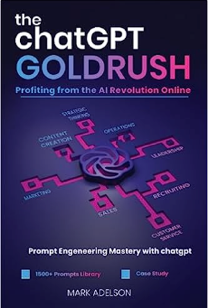 the
chatGPT
GOLDRUSH
Profiting from the AI Revolution Online
STRATEGIC
THINKING
OPERATIONS
CONTENT
CREATION
LEADERSHIP
MARKETING
RECRUITING
SALES
CUSTOMER
SERVICE
Prompt Engeneering Mastery with chatgpt
1500+ Prompts Library
Case Study
MARK ADELSON